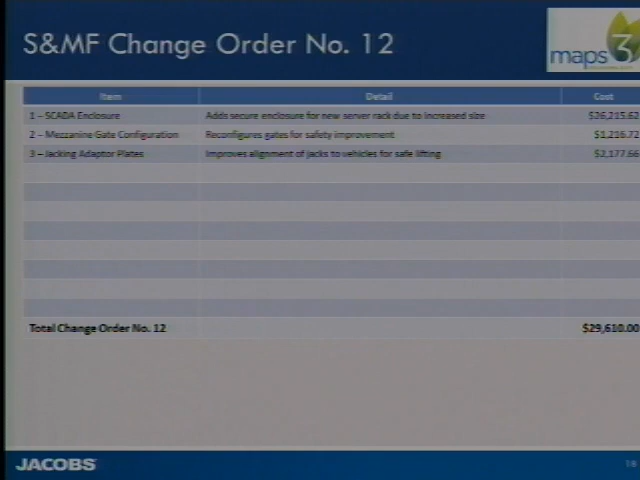 S&MF Change Order No. 12
maps 3
Item Detail Cost
1 – SCADA Enclosure Adds secure enclosure for new server rack due to increased size $26,215.62
2 – Mezzanine Gate Configuration Reconfigures gates for safety improvement $1,216.72
3 – Jacking Adaptor Plates Improves alignment of jacks to vehicles for safe lifting $2,177.66
Total Change Order No. 12 $29,610.00
JACOBS